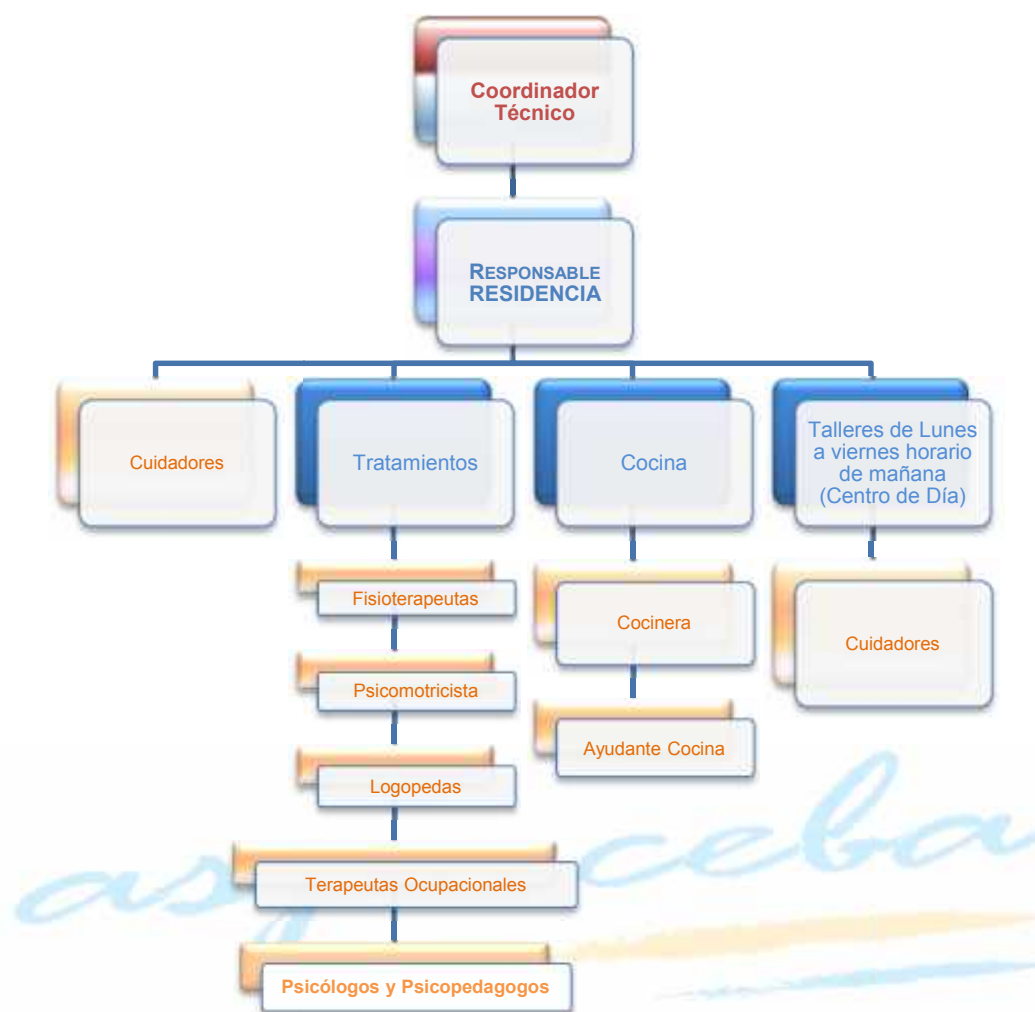 Coordinador
Técnico
RESPONSABLE
RESIDENCIA
Cuidadores
Tratamientos
Cocina
Talleres de Lunes
a viernes horario
de mañana
(Centro de Día)
Fisioterapeutas
Psicomotricista
Logopedas
Terapeutas Ocupacionales
Psicólogos y Psicopedagogos
Cocinera
Ayudante Cocina
Cuidadores